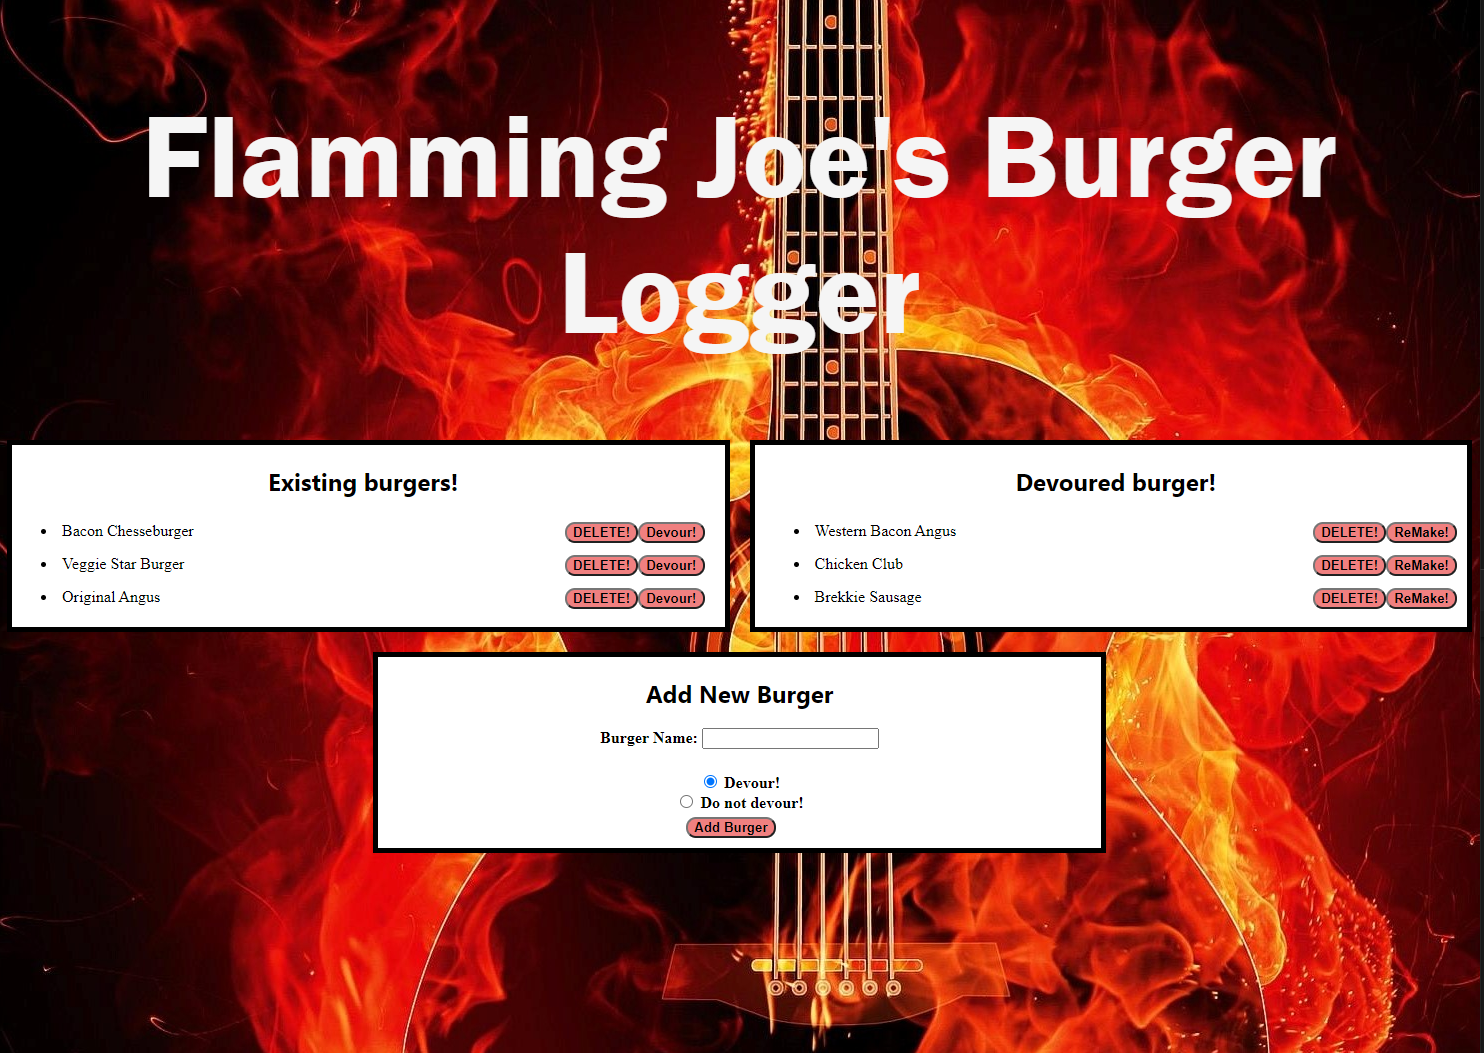 Flamming Joe's Burger
Logger
Existing burgers!
Bacon Chesseburger DELETE! Devour!
Veggie Star Burger DELETE! Devour!
Original Angus DELETE! Devour!
Devoured burger!
Western Bacon Angus DELETE! ReMake!
Chicken Club DELETE! ReMake!
Brekkie Sausage DELETE! ReMake!
Add New Burger
Burger Name:
Devour!
Do not devour!
Add Burger